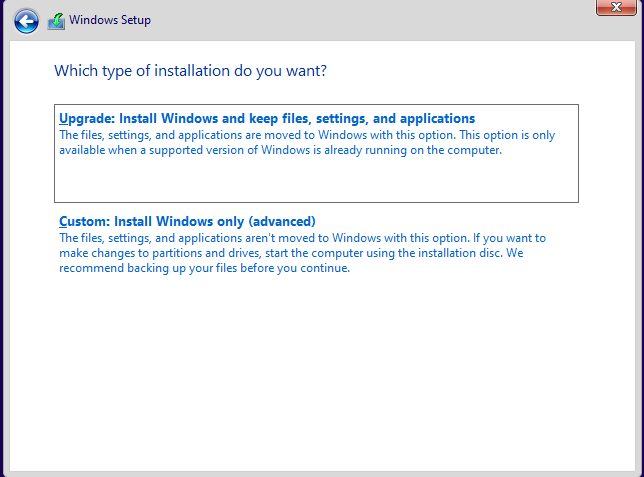 Windows Setup
Which type of installation do you want?
Upgrade: Install Windows and keep files, settings, and applications
The files, settings, and applications are moved to Windows with this option. This option is only
available when a supported version of Windows is already running on the computer.
Custom: Install Windows only (advanced)
The files, settings, and applications aren't moved to Windows with this option. If you want to
make changes to partitions and drives, start the computer using the installation disc. We
recommend backing up your files before you continue.